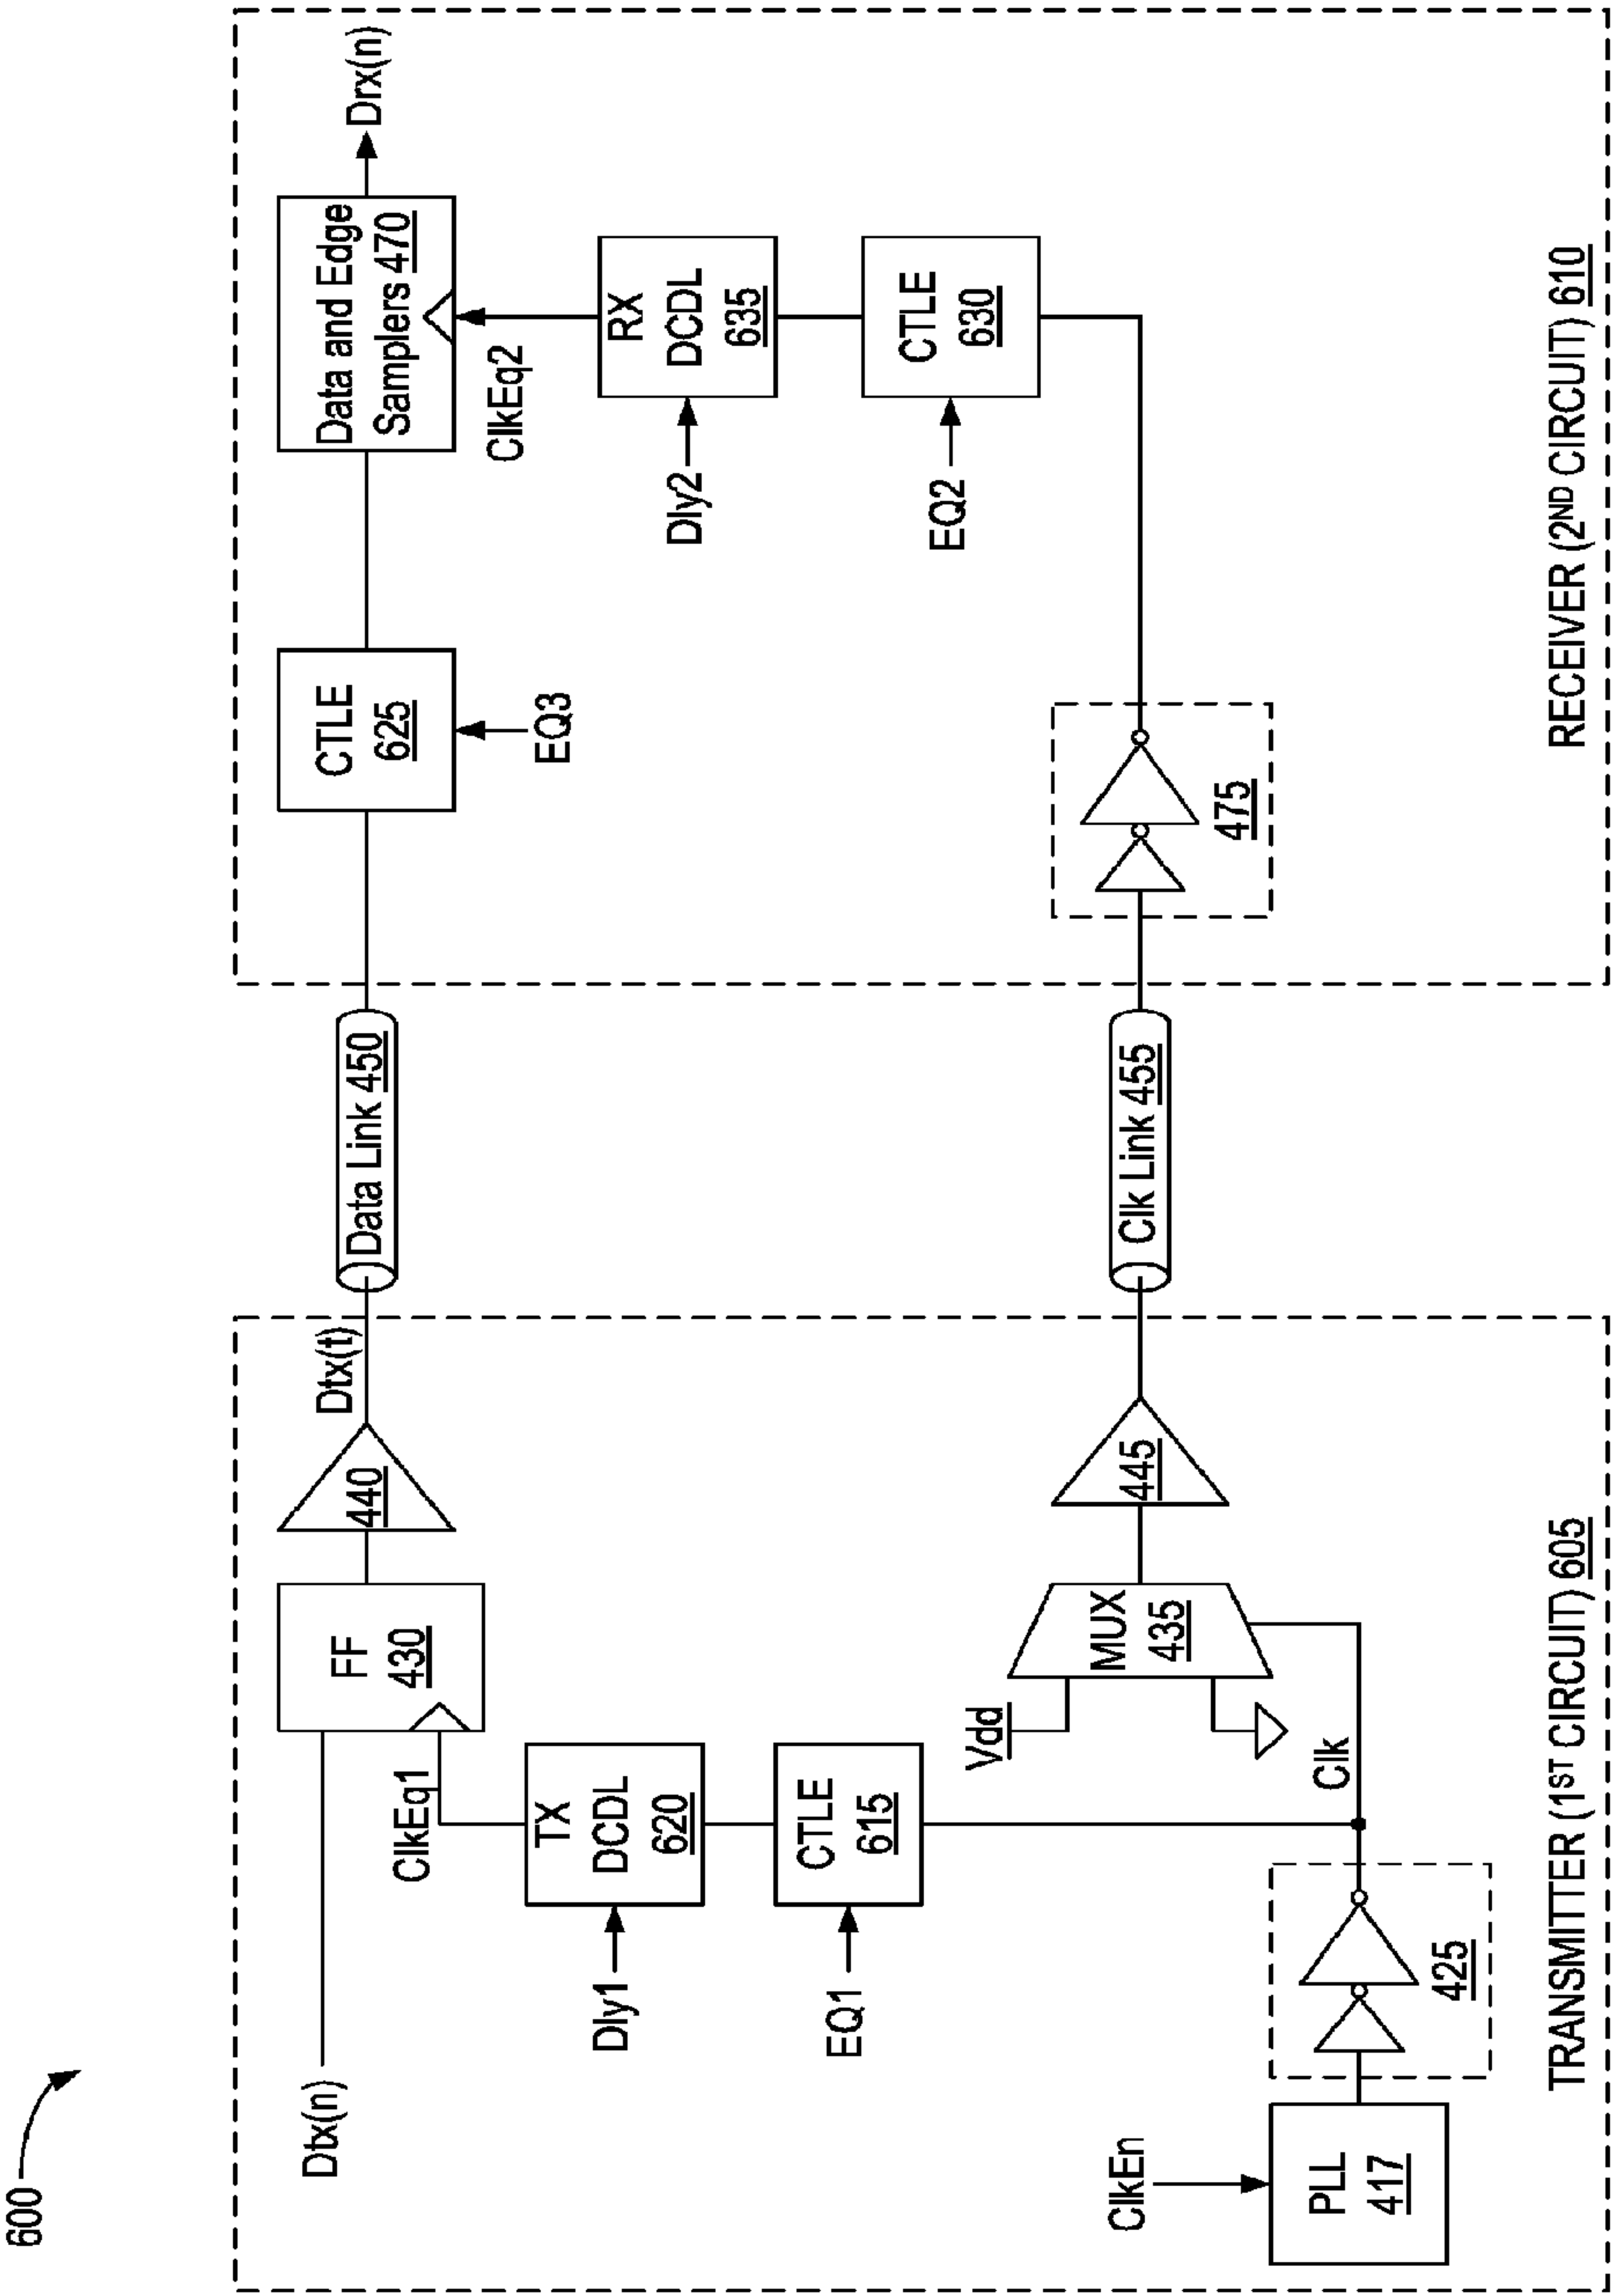 600
Dtx(n)
FF
430
440
Dtx(t)
Data Link 450
CTLE
625
EQ3
Data and Edge
Samplers 470
Drx(n)
ClkEq1
TX
DCDL
620
Dly1
CTLE
615
EQ1
ClkEq2
RX
DCDL
635
Dly2
CTLE
630
EQ2
Vdd
MUX
435
445
Clk Link 455
475
Clk
ClkEn
PLL
417
425
TRANSMITTER (1ST CIRCUIT) 605
RECEIVER (2ND CIRCUIT) 610